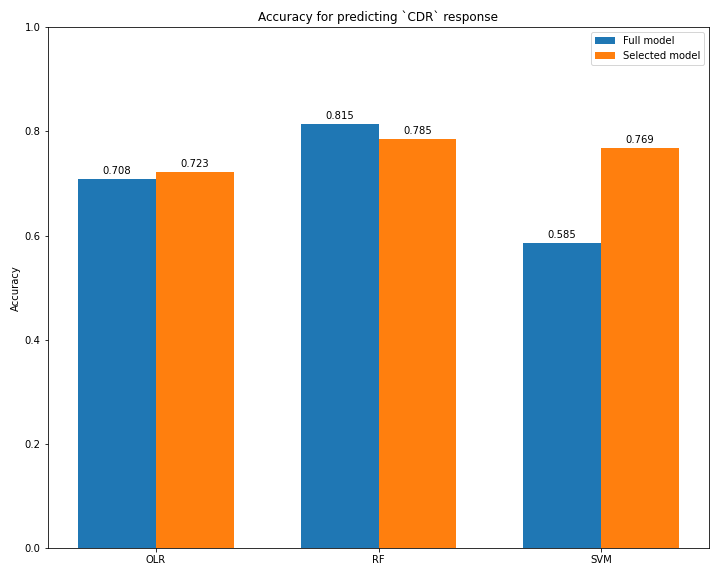 Accuracy for predicting `CDR` response
Full model
Selected model
1.0
0.8
0.6
0.4
0.2
0.0
Accuracy
0.708
0.723
0.815
0.785
0.585
0.769
OLR
RF
SVM